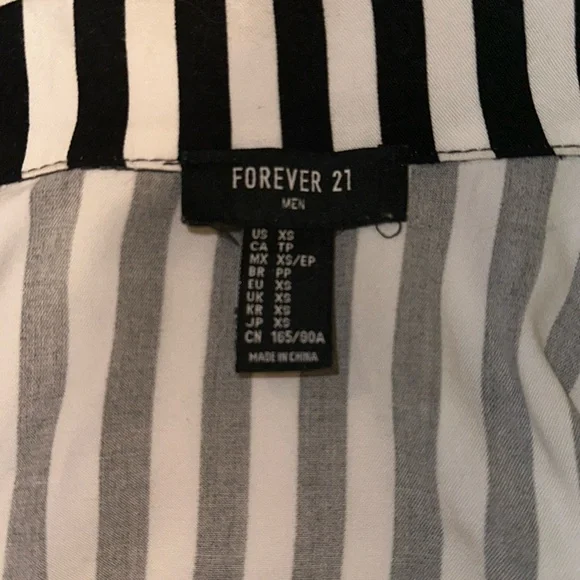 FOREVER 21
MEN
US XS
CA TP
MX XS/EP
BR PP
EU XS
UK XS
KR XS
JP XS
CN 165/90A
MADE IN CHINA